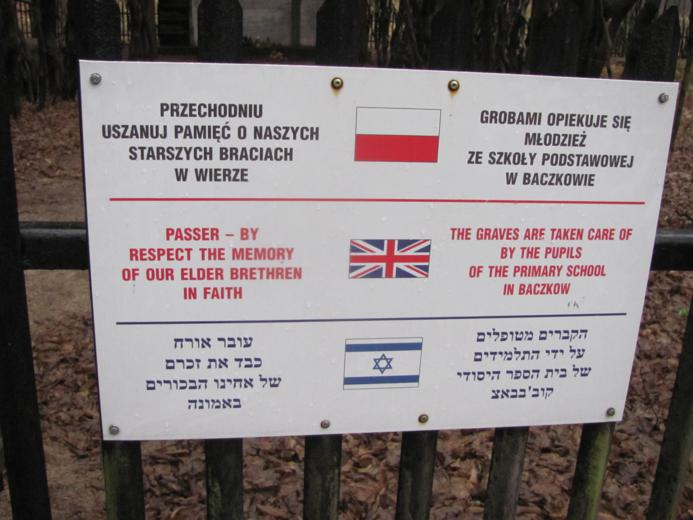 PRZECHODNIU
USZANUJ PAMIĘĆ O NASZYCH
STARSZYCH BRACIACH
W WIERZE
GROBAMI OPIEKUJE SIĘ
MŁODZIEŻ
ZE SZKOŁY PODSTAWOWEJ
W BACZKOWIE
PASSER – BY
RESPECT THE MEMORY
OF OUR ELDER BRETHREN
IN FAITH
THE GRAVES ARE TAKEN CARE OF
BY THE PUPILS
OF THE PRIMARY SCHOOL
IN BACZKOW
עובר אורח
כבד את זכרם
של אחינו הבכורים
באמונה
הקברים מטופלים
על ידי התלמידים
של בית הספר היסודי
קוב'בבאצ